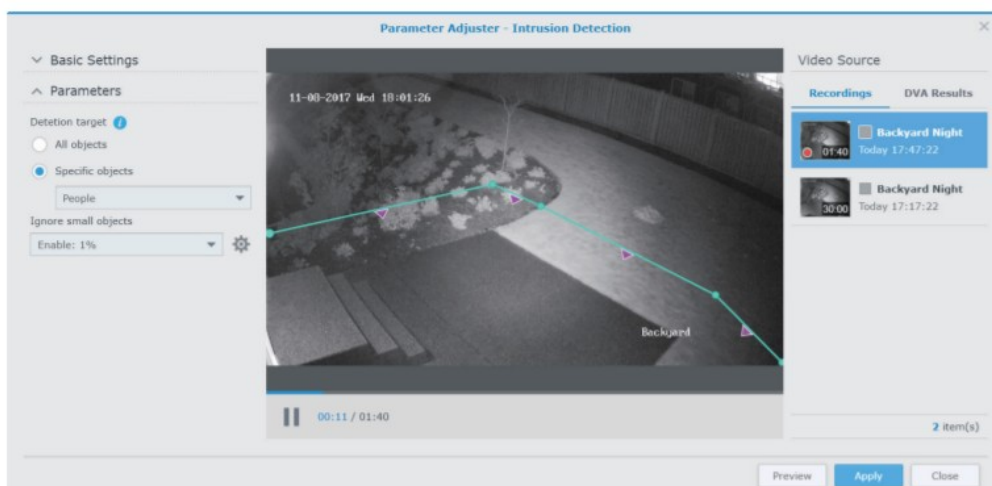 Parameter Adjuster - Intrusion Detection
Basic Settings
Parameters
Detetion target
All objects
Specific objects
People
Ignore small objects
Enable: 1%
11-08-2017 Wed 18:01:26
Backyard
00:11 / 01:40
Video Source
Recordings DVA Results
Backyard Night
01:40 Today 17:47:22
Backyard Night
30:00 Today 17:17:22
2 item(s)
Preview Apply Close